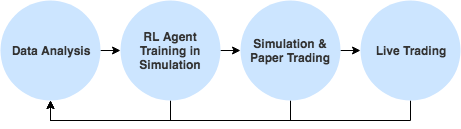 Data Analysis
RL Agent
Training in
Simulation
Simulation &
Paper Trading
Live Trading